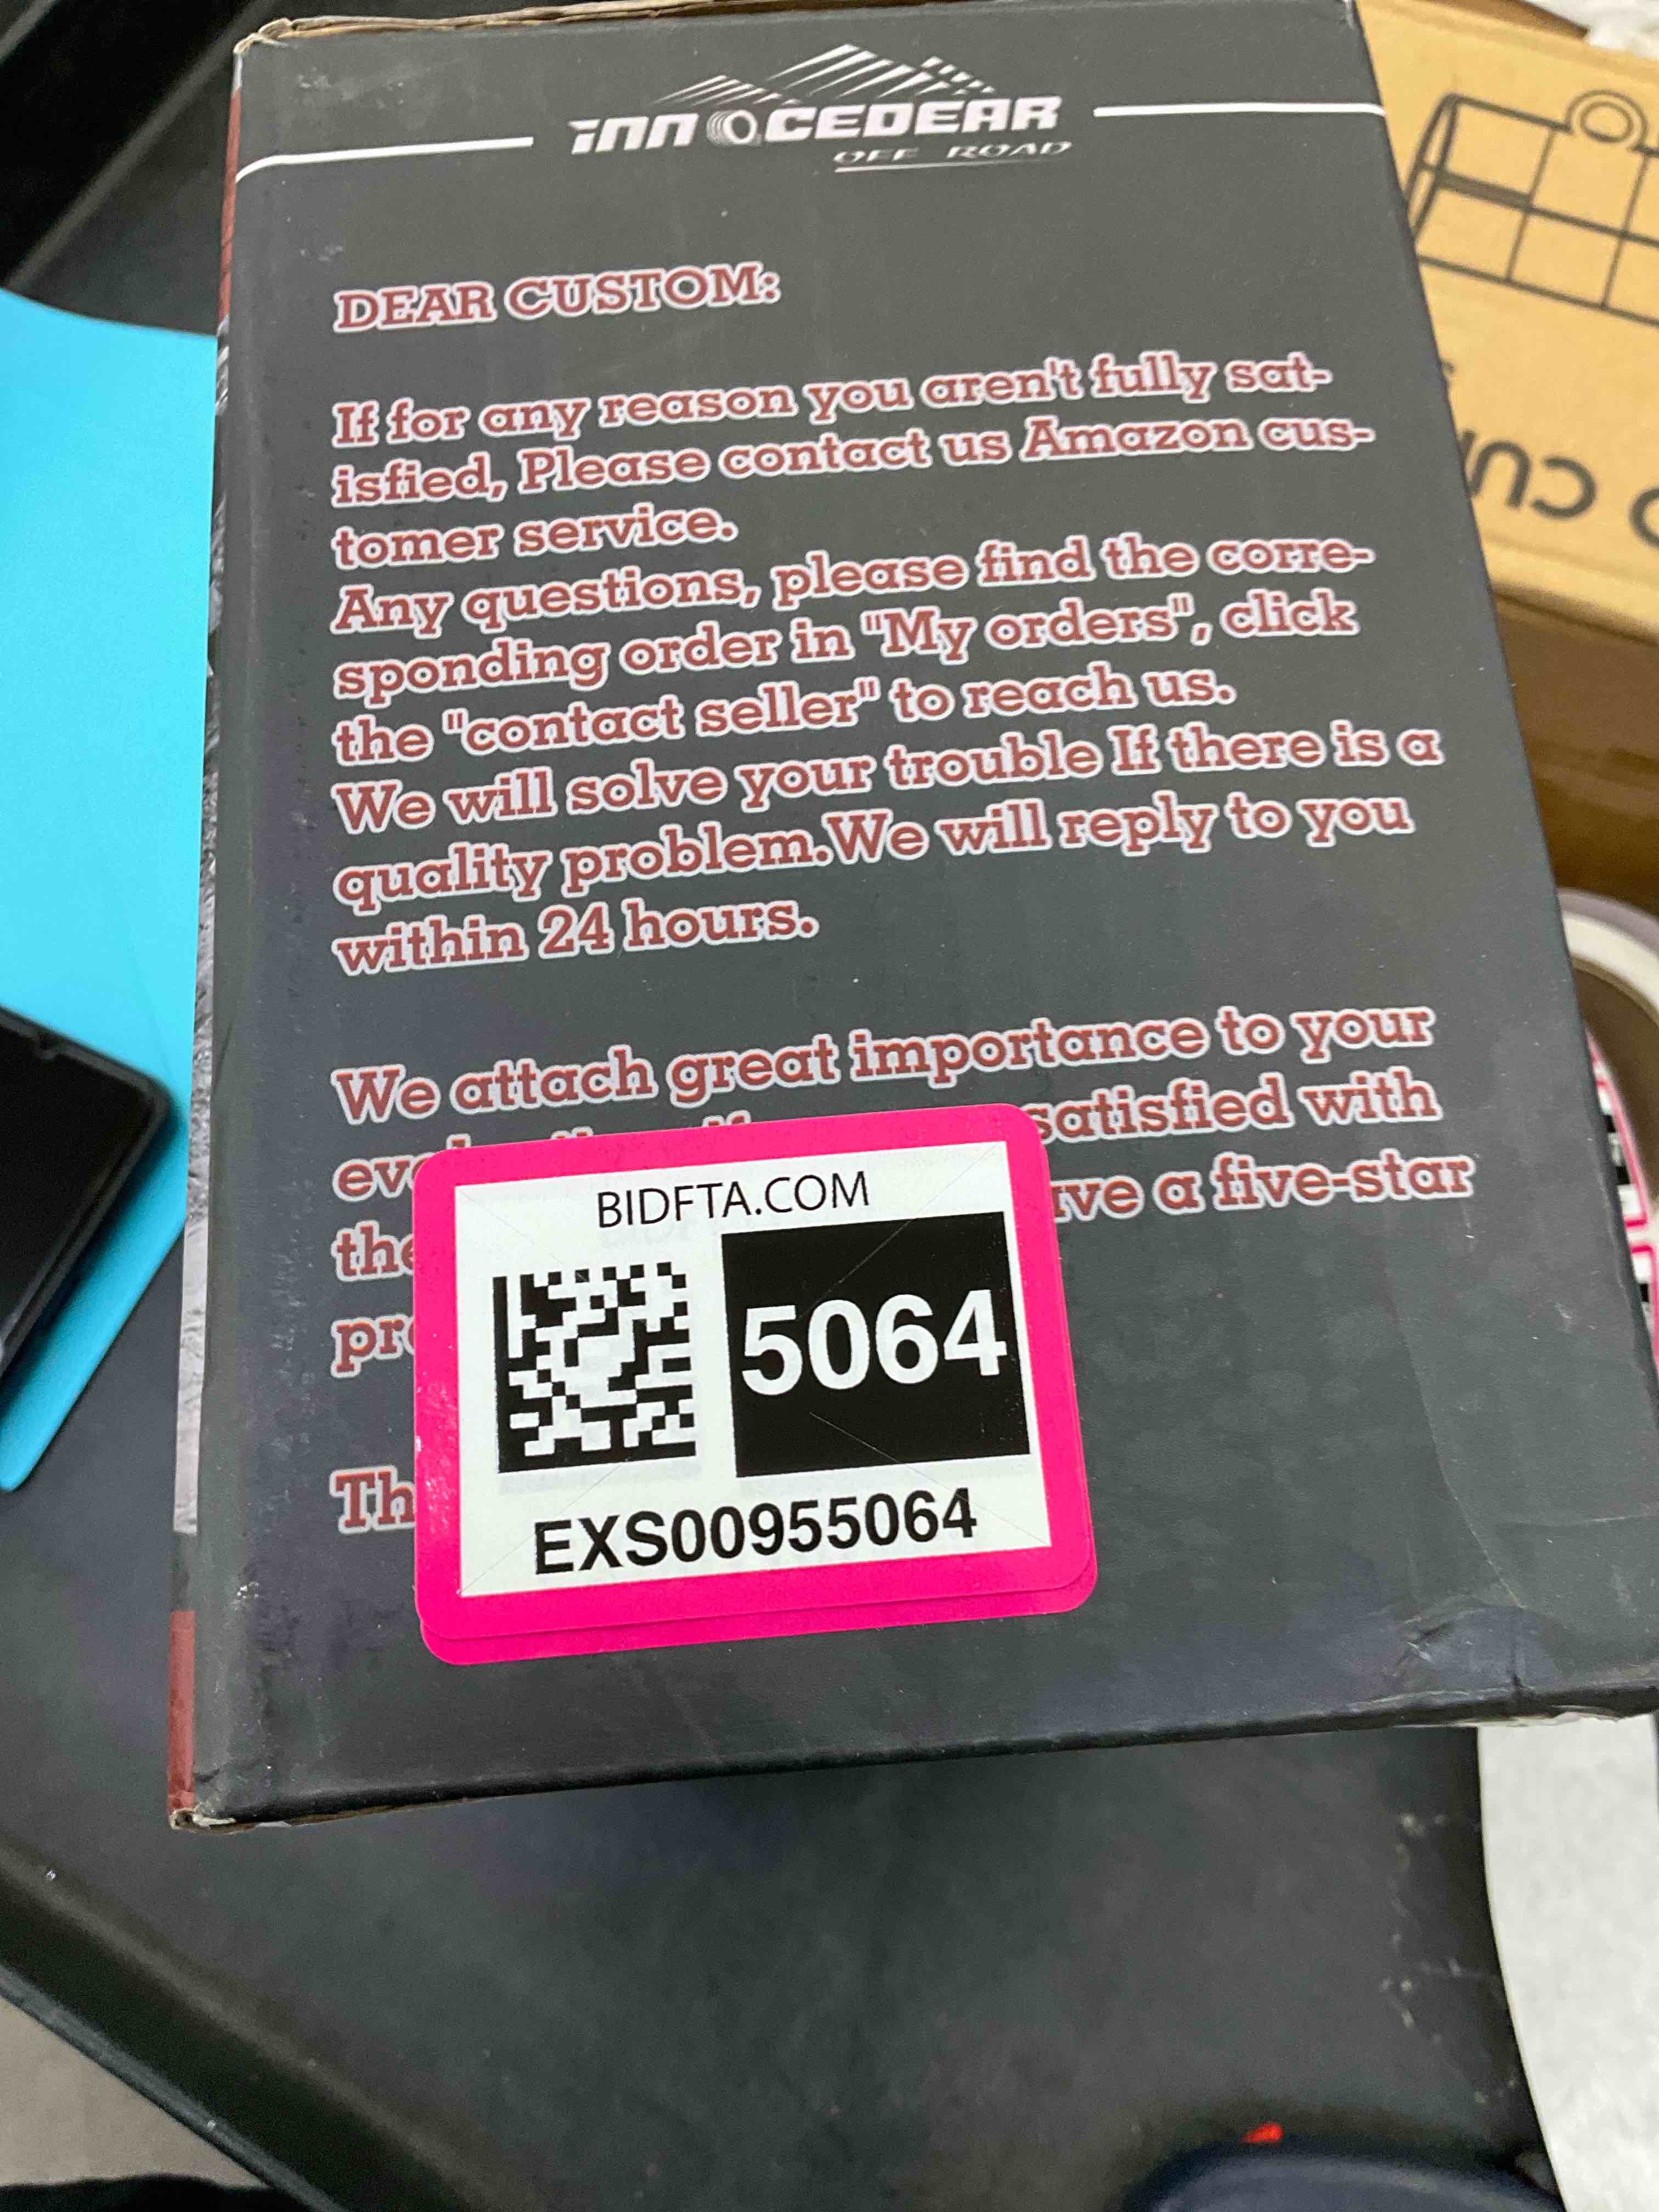 INNOCEDEAR
OFF ROAD
DEAR CUSTOM:
If for any reason you aren't fully sat-
isfied, Please contact us Amazon cus-
tomer service.
Any questions, please find the corre-
sponding order in "My orders", click
the "contact seller" to reach us.
We will solve your trouble If there is a
quality problem.We will reply to you
within 24 hours.
We attach great importance to your
satisfied with
a five-star
BIDFTA.COM
5064
EXS00955064